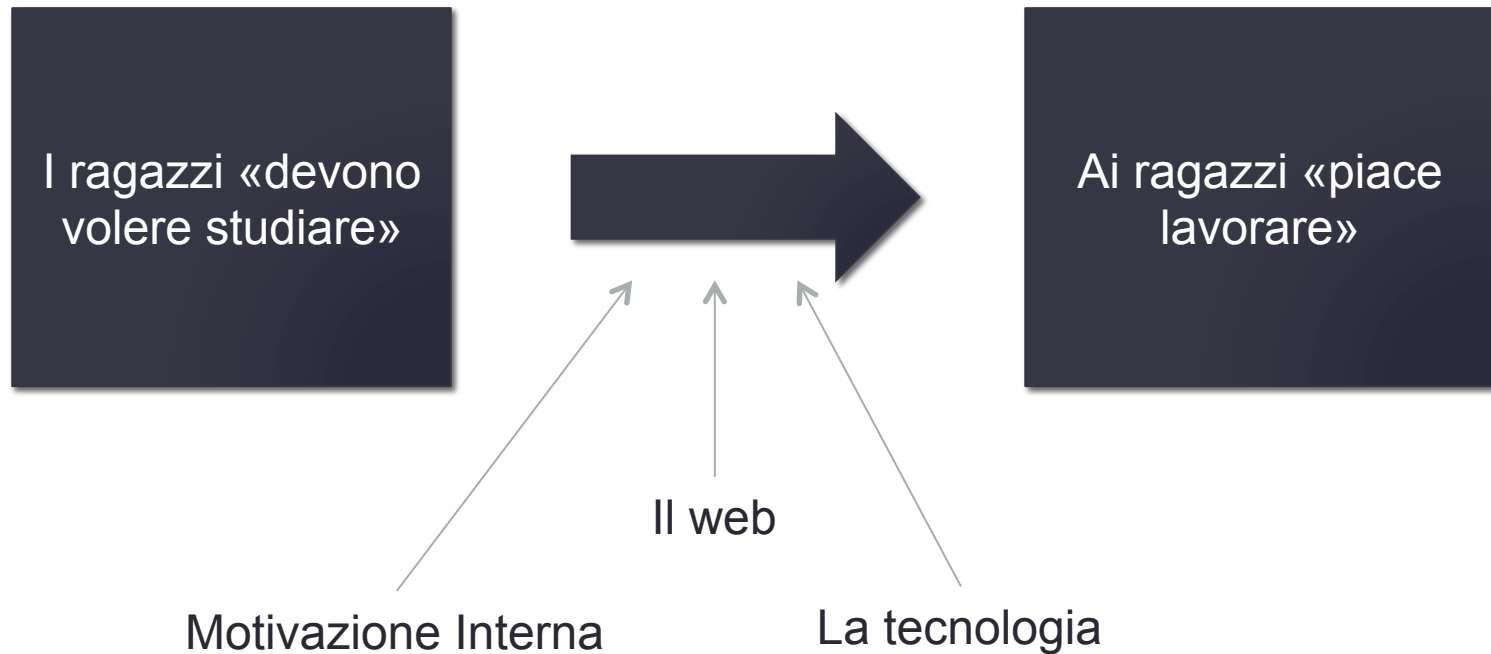 I ragazzi «devono
volere studiare»
Ai ragazzi «piace
lavorare»
Il web
Motivazione Interna
La tecnologia